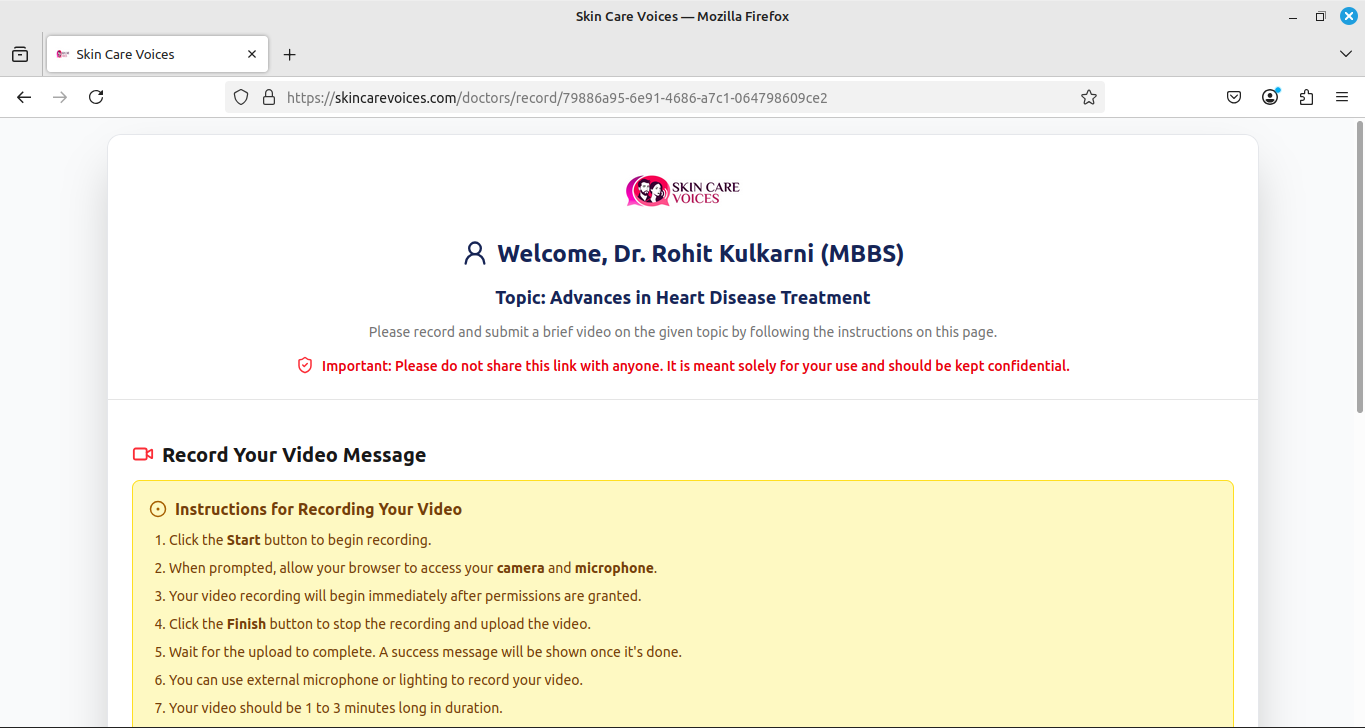 Skin Care Voices — Mozilla Firefox
Skin Care Voices
https://skincarevoices.com/doctors/record/79886a95-6e91-4686-a7c1-064798609ce2
SKIN CARE
VOICES
Welcome, Dr. Rohit Kulkarni (MBBS)
Topic: Advances in Heart Disease Treatment
Please record and submit a brief video on the given topic by following the instructions on this page.
Important: Please do not share this link with anyone. It is meant solely for your use and should be kept confidential.
Record Your Video Message
Instructions for Recording Your Video
1. Click the Start button to begin recording.
2. When prompted, allow your browser to access your camera and microphone.
3. Your video recording will begin immediately after permissions are granted.
4. Click the Finish button to stop the recording and upload the video.
5. Wait for the upload to complete. A success message will be shown once it's done.
6. You can use external microphone or lighting to record your video.
7. Your video should be 1 to 3 minutes long in duration.